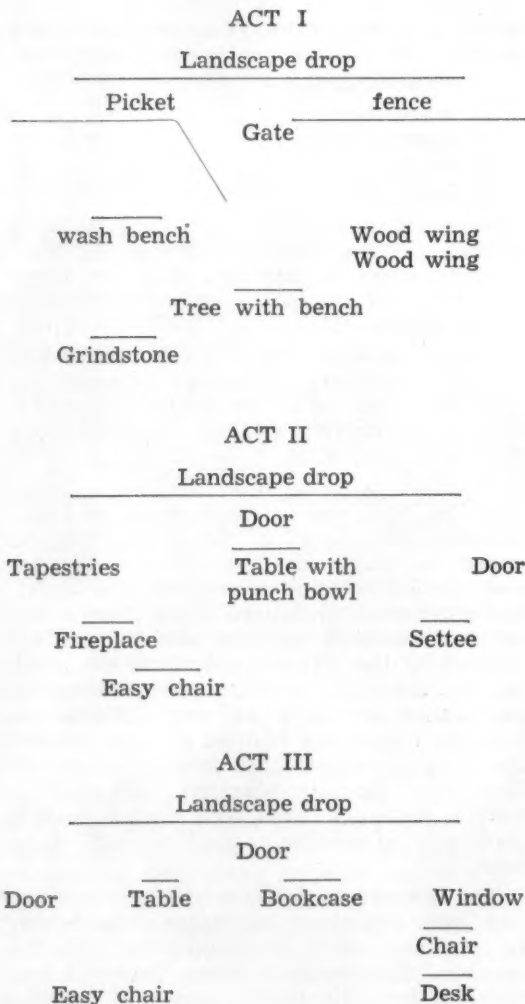 ACT I
Landscape drop
Picket fence
Gate
wash bench Wood wing
Wood wing
Tree with bench
Grindstone
ACT II
Landscape drop
Door
Tapestries Table with Door
punch bowl
Fireplace Settee
Easy chair
ACT III
Landscape drop
Door
Door Table Bookcase Window
Chair
Easy chair Desk